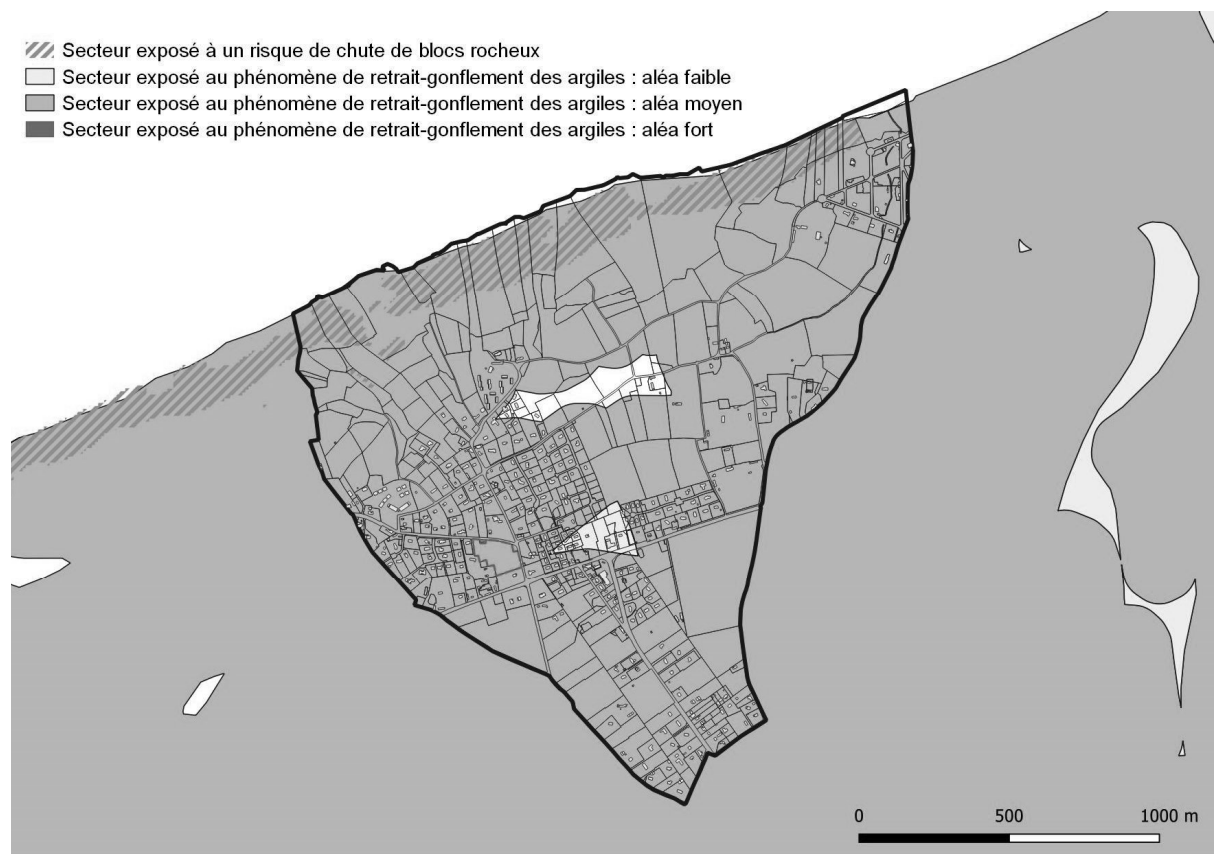 Secteur exposé à un risque de chute de blocs rocheux
Secteur exposé au phénomène de retrait-gonflement des argiles : aléa faible
Secteur exposé au phénomène de retrait-gonflement des argiles : aléa moyen
Secteur exposé au phénomène de retrait-gonflement des argiles : aléa fort
0 500 1000 m